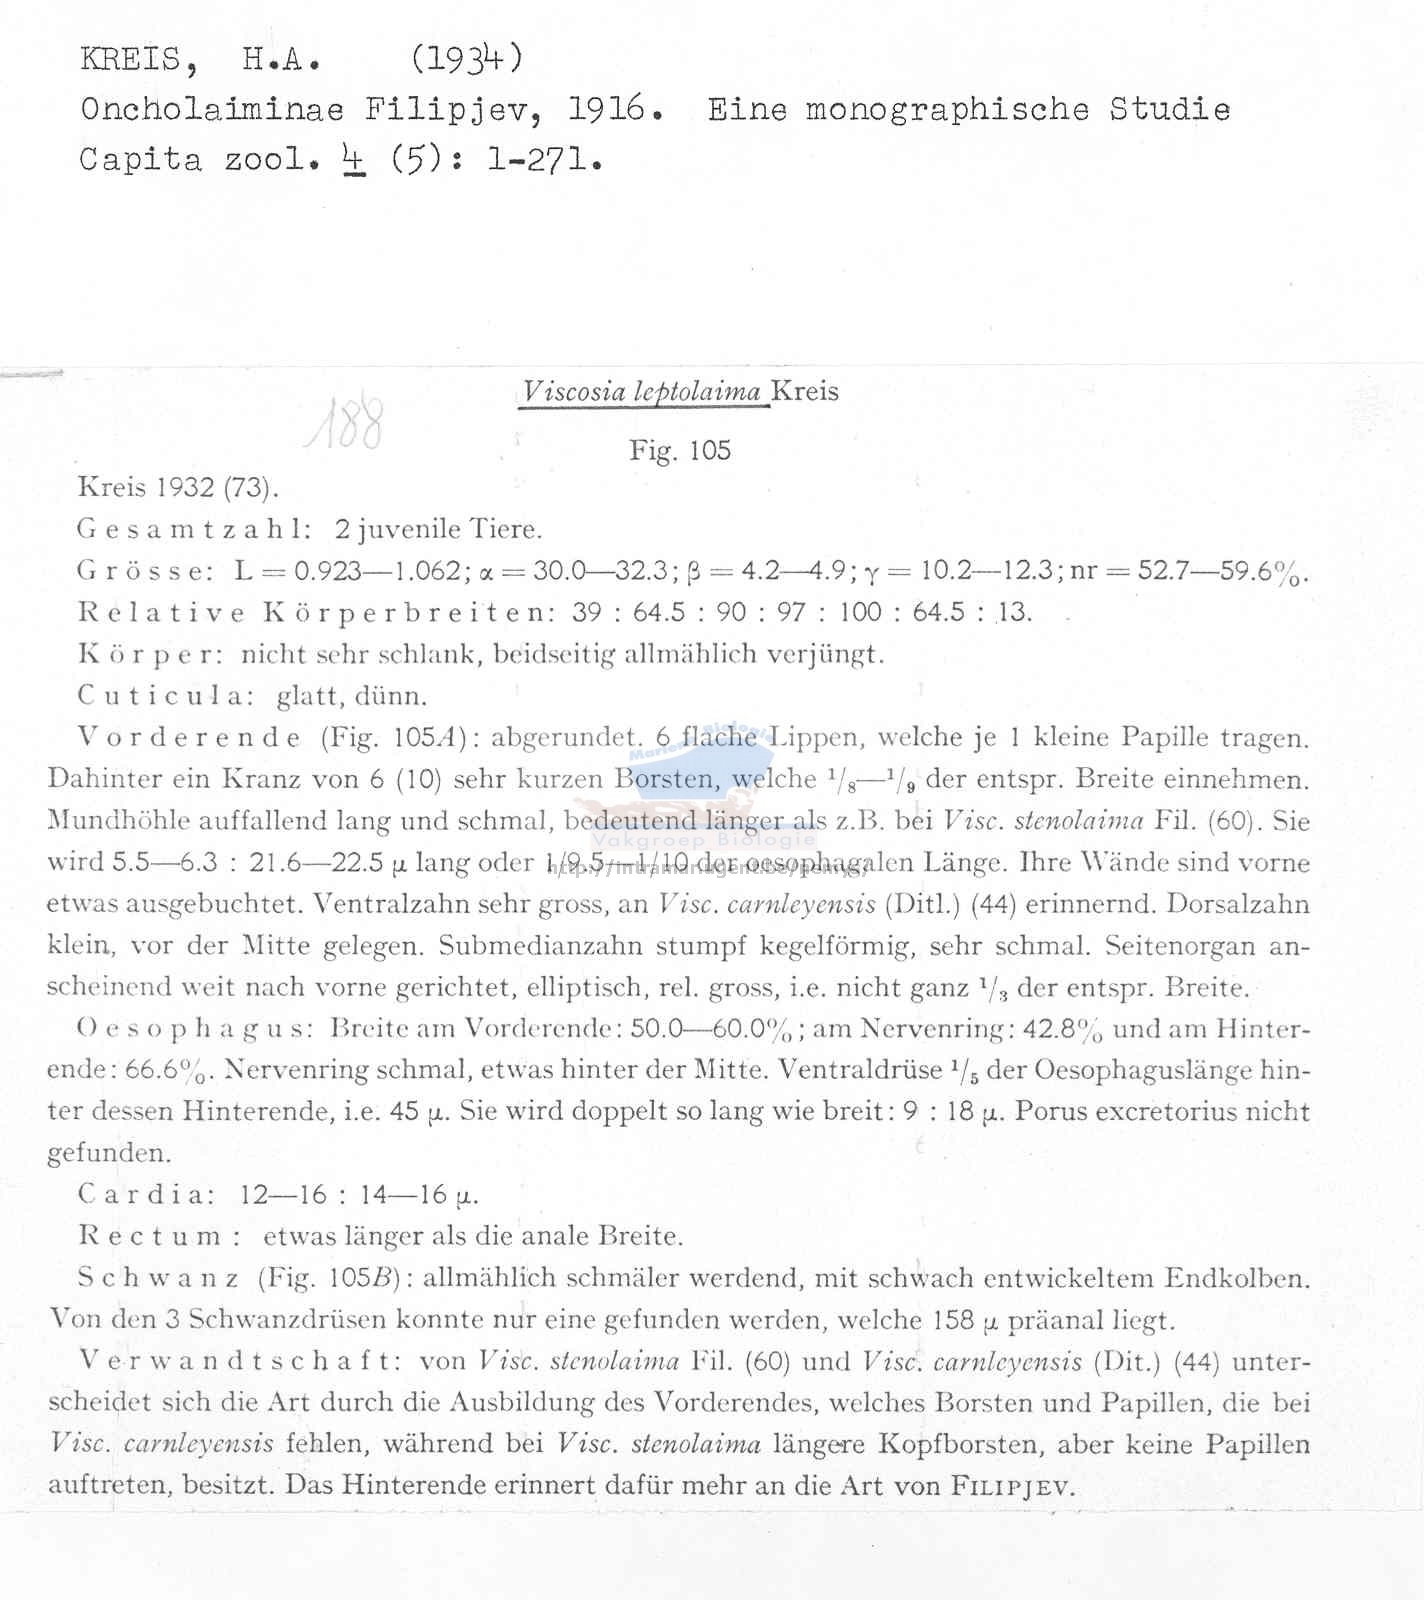 KREIS, H.A. (1934)
Oncholaiminae Filipjev, 1916. Eine monographische Studie
Capita zool. 4 (5): 1-271.
188
Viscosia leptolaima Kreis
Fig. 105
Kreis 1932 (73).
Gesamtzahl: 2 juvenile Tiere.
Grösse: L = 0.923—1.062; α = 30.0—32.3; β = 4.2—4.9; γ = 10.2—12.3; nr = 52.7—59.6%.
Relative Körperbreiten: 39 : 64.5 : 90 : 97 : 100 : 64.5 : 13.
Körper: nicht sehr schlank, beidseitig allmählich verjüngt.
Cuticula: glatt, dünn.
Vorderende (Fig. 105A): abgerundet. 6 flache Lippen, welche je 1 kleine Papille tragen.
Dahinter ein Kranz von 6 (10) sehr kurzen Borsten, welche 1/8—1/9 der entspr. Breite einnehmen.
Mundhöhle auffallend lang und schmal, bedeutend länger als z.B. bei Visc. stenolaima Fil. (60). Sie
wird 5.5—6.3 : 21.6—22.5 μ lang oder 1/9.5—1/10 der oesophagalen Länge. Ihre Wände sind vorne
etwas ausgebuchtet. Ventralzahn sehr gross, an Visc. carnleyensis (Ditl.) (44) erinnernd. Dorsalzahn
klein, vor der Mitte gelegen. Submedianzahn stumpf kegelförmig, sehr schmal. Seitenorgan an-
scheinend weit nach vorne gerichtet, elliptisch, rel. gross, i.e. nicht ganz 1/3 der entspr. Breite.
Oesophagus: Breite am Vorderende: 50.0—60.0%; am Nervenring: 42.8% und am Hinter-
ende: 66.6%. Nervenring schmal, etwas hinter der Mitte. Ventraldrüse 1/5 der Oesophaguslänge hin-
ter dessen Hinterende, i.e. 45 μ. Sie wird doppelt so lang wie breit: 9 : 18 μ. Porus excretorius nicht
gefunden.
Cardia: 12—16 : 14—16 μ.
Rectum: etwas länger als die anale Breite.
Schwanz (Fig. 105B): allmählich schmäler werdend, mit schwach entwickeltem Endkolben.
Von den 3 Schwanzdrüsen konnte nur eine gefunden werden, welche 158 μ präanal liegt.
Verwandtschaft: von Visc. stenolaima Fil. (60) und Visc. carnleyensis (Dit.) (44) unter-
scheidet sich die Art durch die Ausbildung des Vorderendes, welches Borsten und Papillen, die bei
Visc. carnleyensis fehlen, während bei Visc. stenolaima längere Kopfborsten, aber keine Papillen
auftreten, besitzt. Das Hinterende erinnert dafür mehr an die Art von FILIPJEV.
Vakgroep Biologie